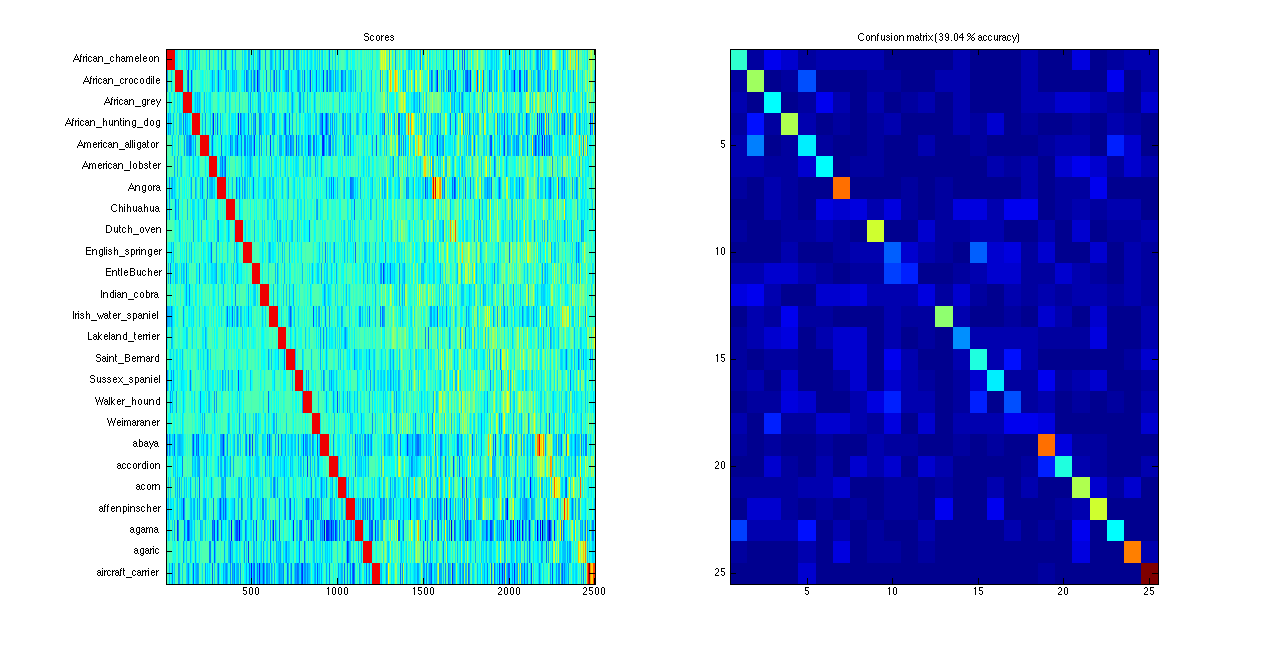 Scores
African_chameleon
African_crocodile
African_grey
African_hunting_dog
American_alligator
American_lobster
Angora
Chihuahua
Dutch_oven
English_springer
EntleBucher
Indian_cobra
Irish_water_spaniel
Lakeland_terrier
Saint_Bernard
Sussex_spaniel
Walker_hound
Weimaraner
abaya
accordion
acorn
affenpinscher
agama
agaric
aircraft_carrier
500 1000 1500 2000 2500
Confusion matrix(39.04 % accuracy)
5
10
15
20
25
5 10 15 20 25